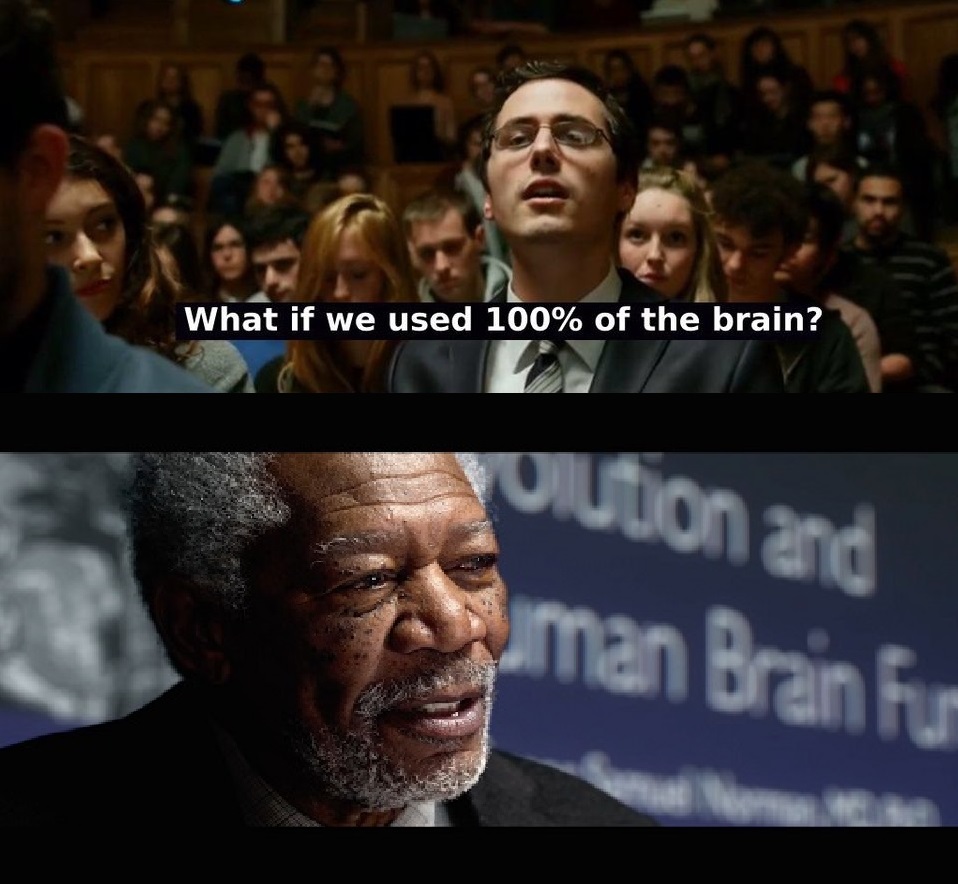 What if we used 100% of the brain?
olution and
uman Brain Fu